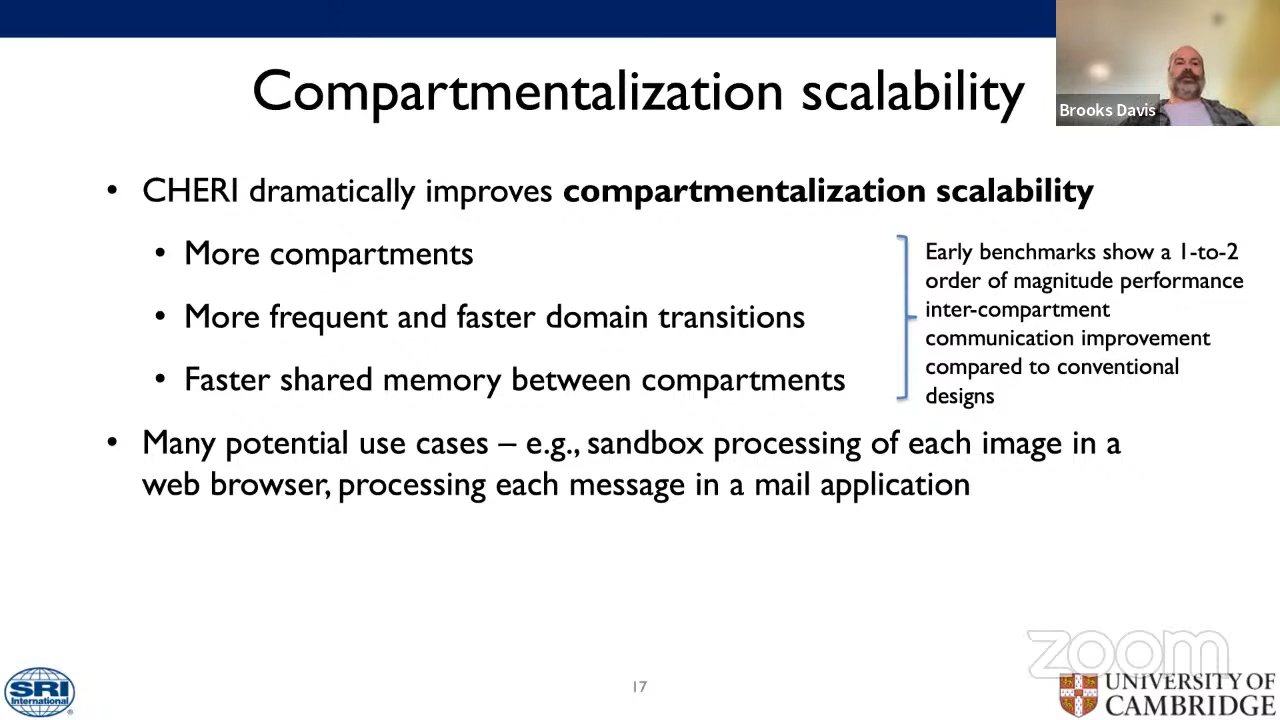 Compartmentalization scalability
Brooks Davis
• CHERI dramatically improves compartmentalization scalability
• More compartments
• More frequent and faster domain transitions
• Faster shared memory between compartments
Early benchmarks show a 1-to-2
order of magnitude performance
inter-compartment
communication improvement
compared to conventional
designs
• Many potential use cases – e.g., sandbox processing of each image in a
web browser, processing each message in a mail application
zoom
SRI
International®
17
UNIVERSITY OF
CAMBRIDGE